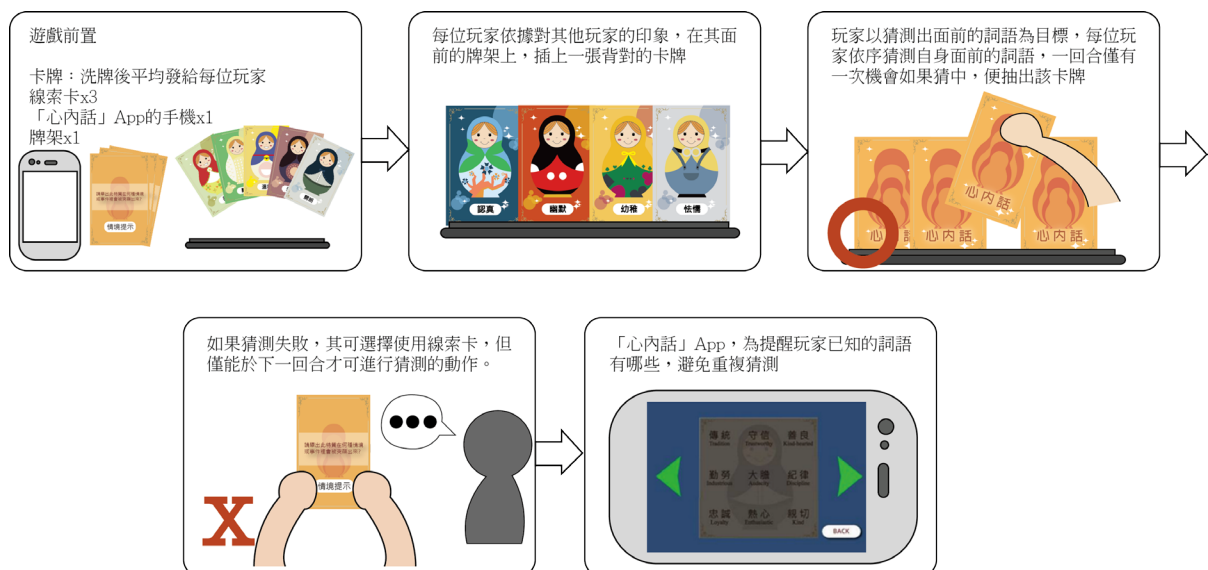 遊戲前置
卡牌：洗牌後平均發給每位玩家
線索卡x3
「心內話」App的手機x1
牌架x1
情境提示
每位玩家依據對其他玩家的印象，在其面
前的牌架上，插上一張背對的卡牌
認真
幽默
幼稚
怯懦
玩家以猜測出面前的詞語為目標，每位玩
家依序猜測自身面前的詞語，一回合僅有
一次機會如果猜中，便抽出該卡牌
心內話
心內話
心內話
心內話
如果猜測失敗，其可選擇使用線索卡，但
僅能於下一回合才可進行猜測的動作。
情境提示
X
「心內話」App，為提醒玩家已知的詞語
有哪些，避免重複猜測
傳統 守信 善良
Tradition Trustworthy Kind-hearted
勤勞 大膽 紀律
Industrious Audacity Discipline
忠誠 熱心 親切
Loyalty Enthusiastic Kind
BACK